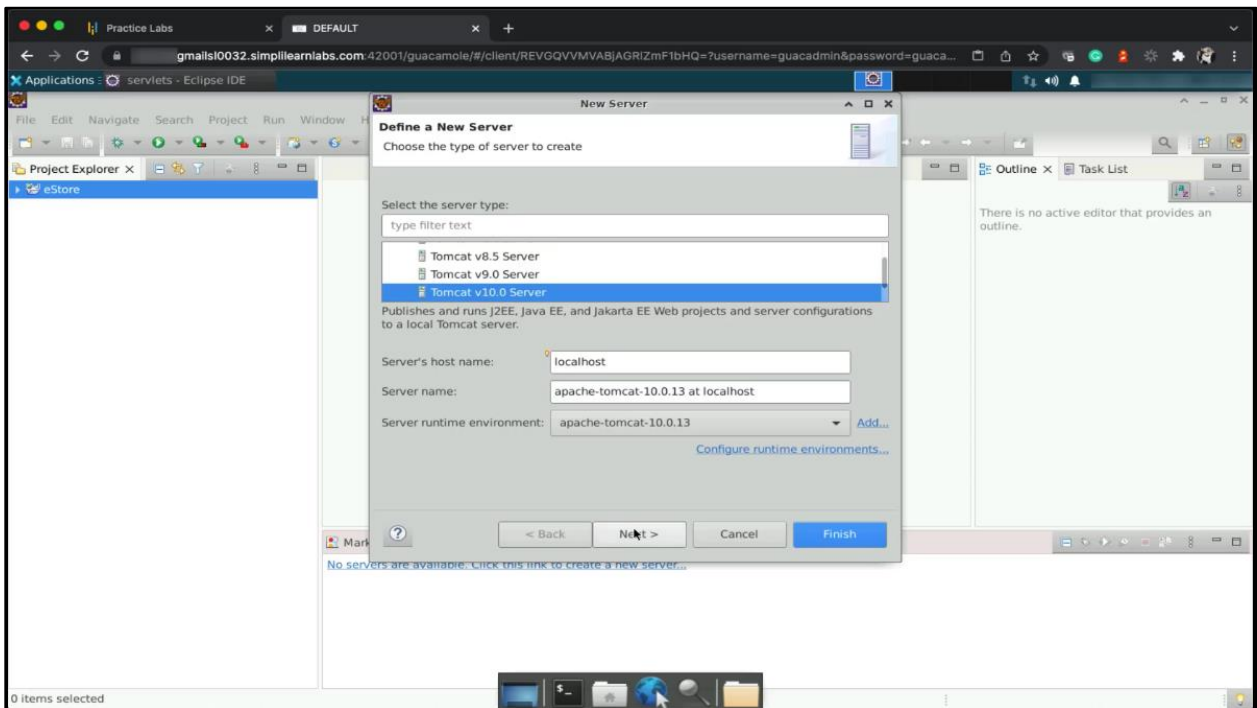 Practice Labs
DEFAULT
gmailsl0032.simplilearnlabs.com:42001/guacamole/#/client/REVGQVVMVABjAGRlZmF1bHQ=?username=guacadmin&password=guaca...
Applications : servlets - Eclipse IDE
New Server
File Edit Navigate Search Project Run Window H
Define a New Server
Choose the type of server to create
Project Explorer
Outline
Task List
eStore
Select the server type:
type filter text
There is no active editor that provides an
outline.
Tomcat v8.5 Server
Tomcat v9.0 Server
Tomcat v10.0 Server
Publishes and runs J2EE, Java EE, and Jakarta EE Web projects and server configurations
to a local Tomcat server.
Server's host name: localhost
Server name: apache-tomcat-10.0.13 at localhost
Server runtime environment: apache-tomcat-10.0.13 Add...
Configure runtime environments...
? < Back Next > Cancel Finish
Mark
No servers are available. Click this link to create a new server...
0 items selected